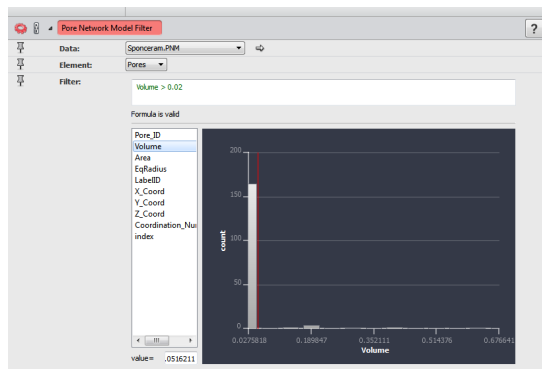 Pore Network Model Filter
?
Data:
Sponceram.PNM
Element:
Pores
Filter:
Volume > 0.02
Formula is valid
Pore_ID
Volume
Area
EqRadius
LabelID
X_Coord
Y_Coord
Z_Coord
Coordination_Nu
index
value=
.0516211
200
150
100
50
0
count
0.0275818
0.189847
0.352111
0.514376
0.676641
Volume